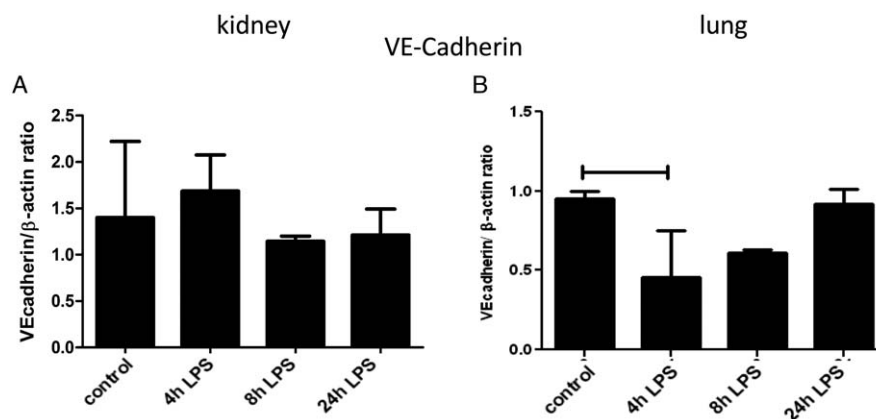 kidney
lung
VE-Cadherin
A
B
VEcadherin/β-actin ratio
2.5
2.0
1.5
1.0
0.5
0.0
control
4h LPS
8h LPS
24h LPS
VEcadherin/ β-actin ratio
1.5
1.0
0.5
0.0
control
4h LPS
8h LPS
24h LPS